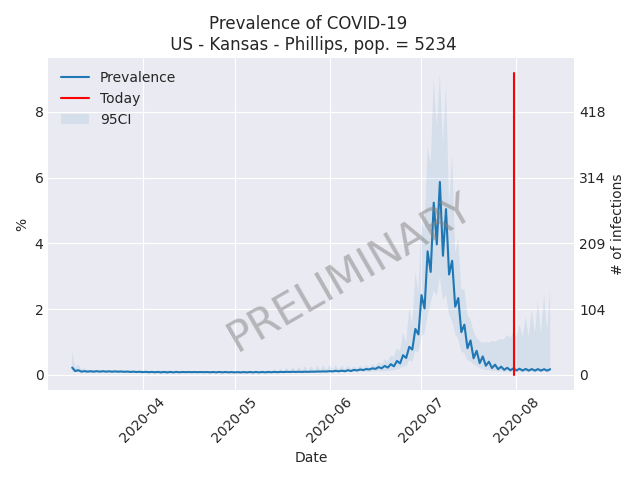 Prevalence of COVID-19
US - Kansas - Phillips, pop. = 5234
Prevalence
Today
95CI
%
8
6
4
2
0
418
314
209
104
0
# of infections
PRELIMINARY
2020-04
2020-05
2020-06
2020-07
2020-08
Date